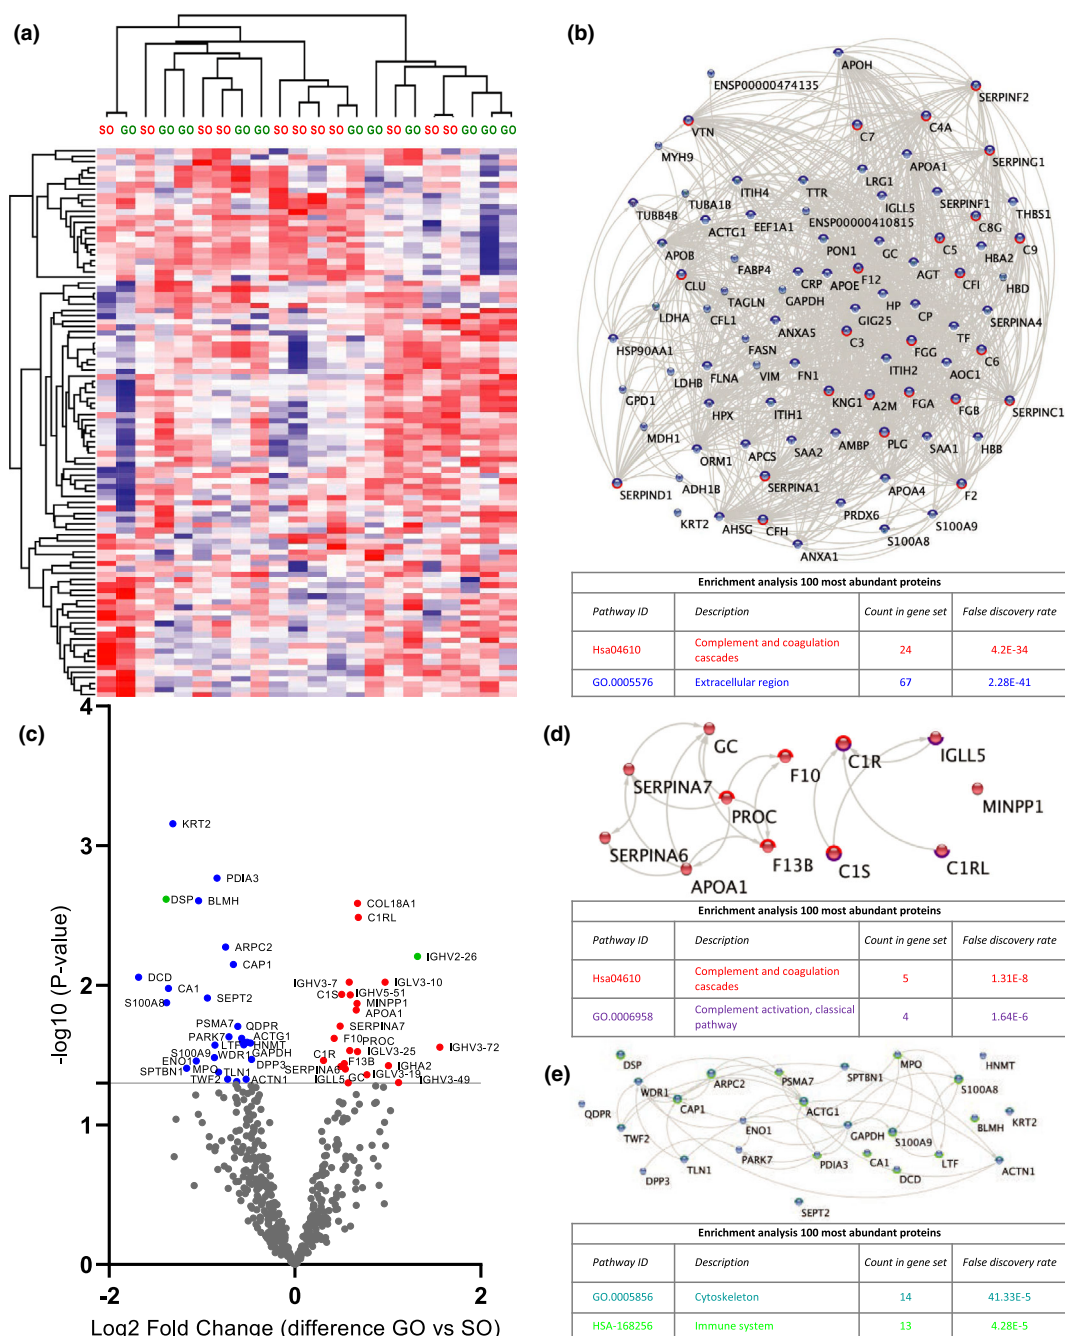 (a)
SO GO SO GO GO SO SO GO GO SO SO SO SO GO GO SO GO SO SO GO GO GO
(b)
APOH
ENSP00000474135
SERPINF2
VTN
C7
C4A
MYH9
SERPING1
APOA1
LRG1
ITIH4
TTR
TUBA1B
IGLL5
SERPINF1
THBS1
TUBB4B
ACTG1
EEF1A1
ENSP00000410815
C8G
PON1
GC
C5
C9
APOB
HBA2
FABP4
AGT
CLU
CRP
APOE
F12
CFI
HBD
TAGLN
GAPDH
HP
LDHA
CFL1
GIG25
CP
SERPINA4
ANXA5
TF
HSP90AA1
FASN
C3
FGG
C6
ITIH2
AOC1
LDHB
FLNA
VIM
FN1
GPD1
HPX
ITIH1
KNG1
A2M
FGA
FGB
SERPINC1
MDH1
AMBP
PLG
SAA1
HBB
ORM1
APCS
SAA2
SERPIND1
ADH1B
SERPINA1
APOA4
F2
KRT2
AHSG
CFH
PRDX6
S100A9
S100A8
ANXA1
Enrichment analysis 100 most abundant proteins
Pathway ID Description Count in gene set False discovery rate
Hsa04610 Complement and coagulation cascades 24 4.2E-34
GO.0005576 Extracellular region 67 2.28E-41
(c)
4
3
2
1
0
-log10 (P-value)
KRT2
PDIA3
DSP
BLMH
COL18A1
C1RL
ARPC2
CAP1
IGHV2-26
DCD
CA1
S100A8
SEPT2
IGHV3-7
IGLV3-10
C1S
IGHV5-51
MINPP1
APOA1
PSMA7
QDPR
SERPINA7
PARK7
ACTG1
F10
PROC
LTF
HNMT
IGHV3-72
S100A9
WDR1
GAPDH
C1R
IGLV3-25
ENO1
DPP3
F13B
IGHA2
SPTBN1
MPO
TLN1
SERPINA6
IGLV3-19
TWF2
ACTN1
IGLL5
GC
IGHV3-49
-2 0 2
Log2 Fold Change (difference GO vs SO)
(d)
GC
F10
C1R
IGLL5
SERPINA7
PROC
MINPP1
SERPINA6
F13B
C1S
C1RL
APOA1
Enrichment analysis 100 most abundant proteins
Pathway ID Description Count in gene set False discovery rate
Hsa04610 Complement and coagulation cascades 5 1.31E-8
GO.0006958 Complement activation, classical pathway 4 1.64E-6
(e)
DSP
ARPC2
PSMA7
SPTBN1
MPO
HNMT
WDR1
S100A8
CAP1
ACTG1
QDPR
TWF2
ENO1
GAPDH
S100A9
BLMH
KRT2
PARK7
DPP3
TLN1
PDIA3
CA1
DCD
LTF
ACTN1
SEPT2
Enrichment analysis 100 most abundant proteins
Pathway ID Description Count in gene set False discovery rate
GO.0005856 Cytoskeleton 14 41.33E-5
HSA-168256 Immune system 13 4.28E-5